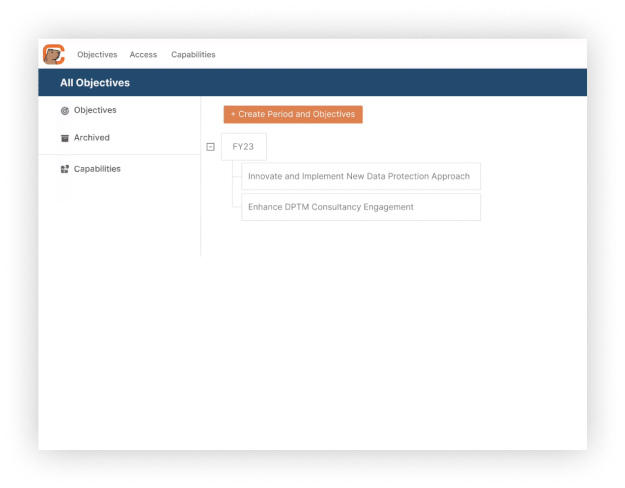 Objectives Access Capabilities
All Objectives
Objectives
Archived
Capabilities
+ Create Period and Objectives
FY23
Innovate and Implement New Data Protection Approach
Enhance DPTM Consultancy Engagement